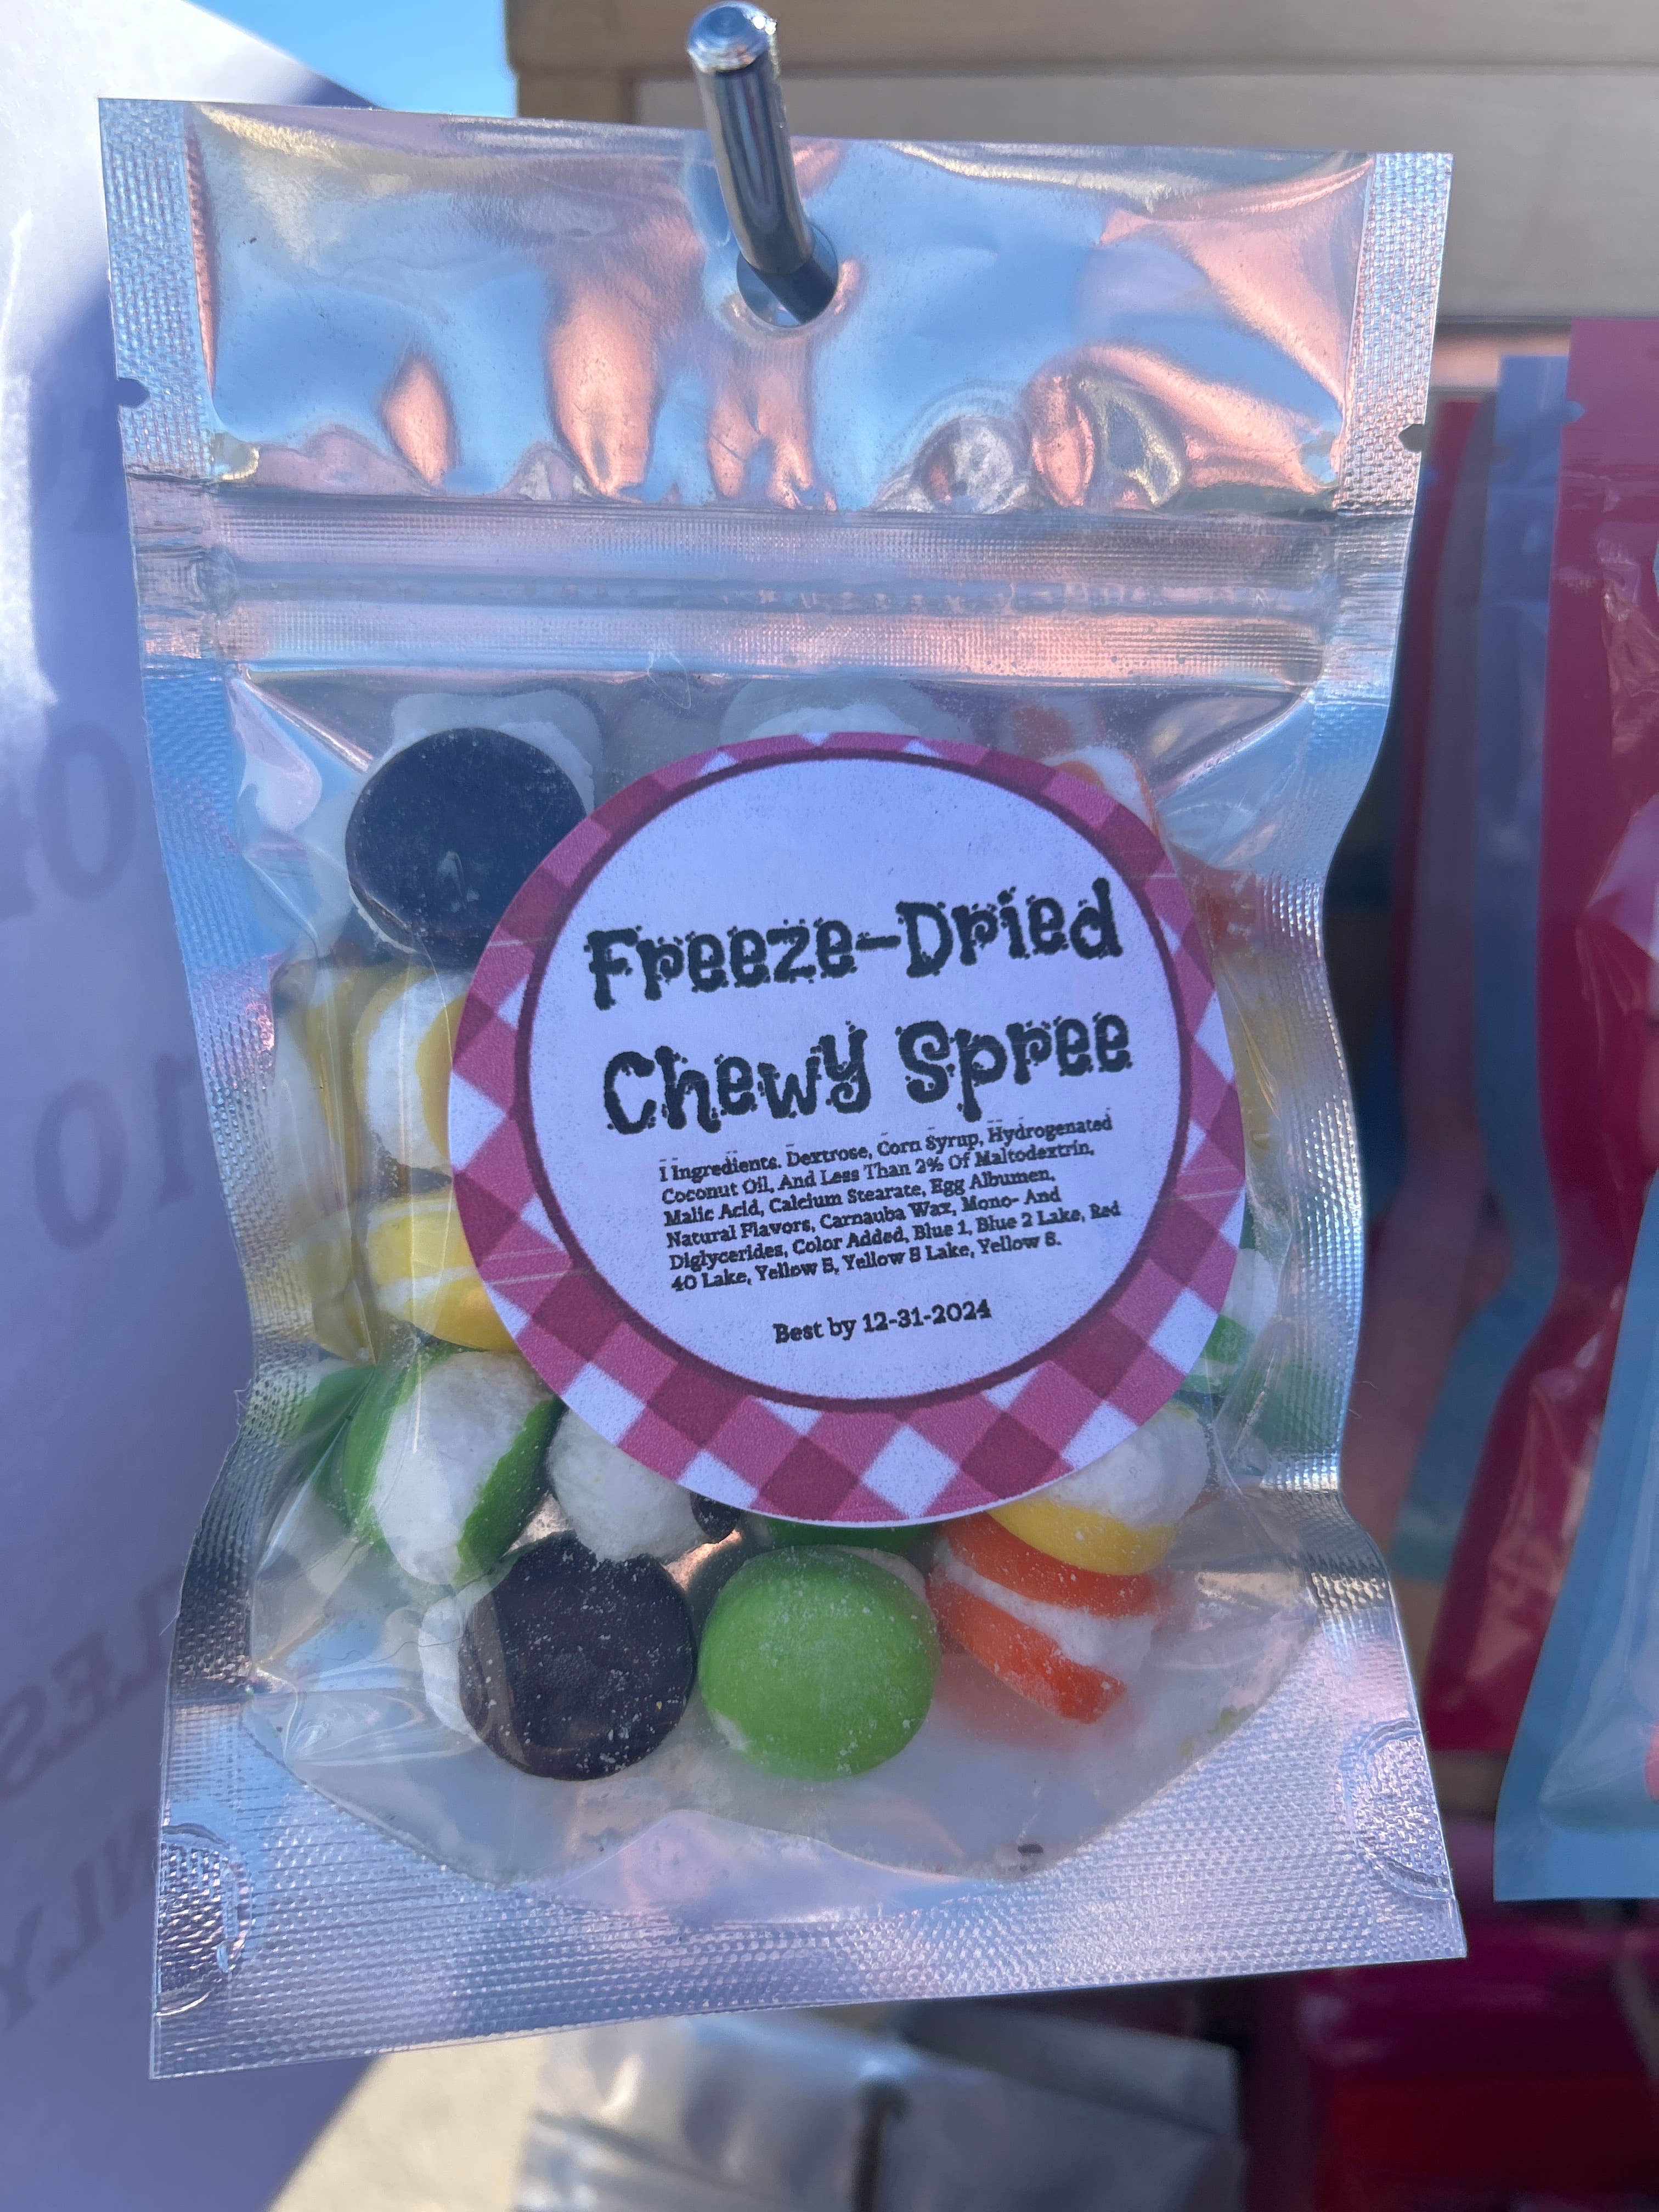 Freeze-Dried
Chewy Spree
I Ingredients. Dextrose, Corn Syrup, Hydrogenated
Coconut Oil, And Less Than 2% Of Maltodextrin,
Malic Acid, Calcium Stearate, Egg Albumen,
Natural Flavors, Carnauba Wax, Mono- And
Diglycerides, Color Added, Blue 1, Blue 2 Lake, Red
40 Lake, Yellow 5, Yellow 5 Lake, Yellow 6.
Best by 12-31-2024